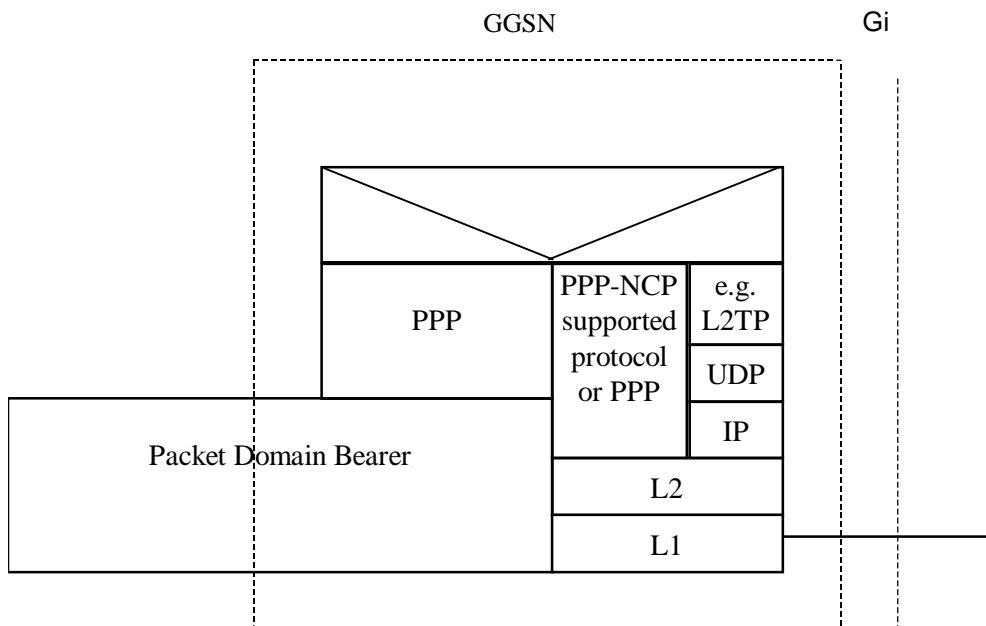 GGSN
Gi
PPP
PPP-NCP
supported
protocol
or PPP
e.g.
L2TP
UDP
IP
Packet Domain Bearer
L2
L1